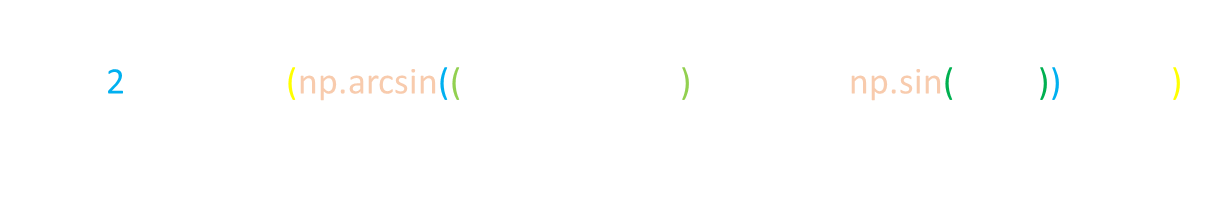 2 (np.arcsin(( ) np.sin( )) )